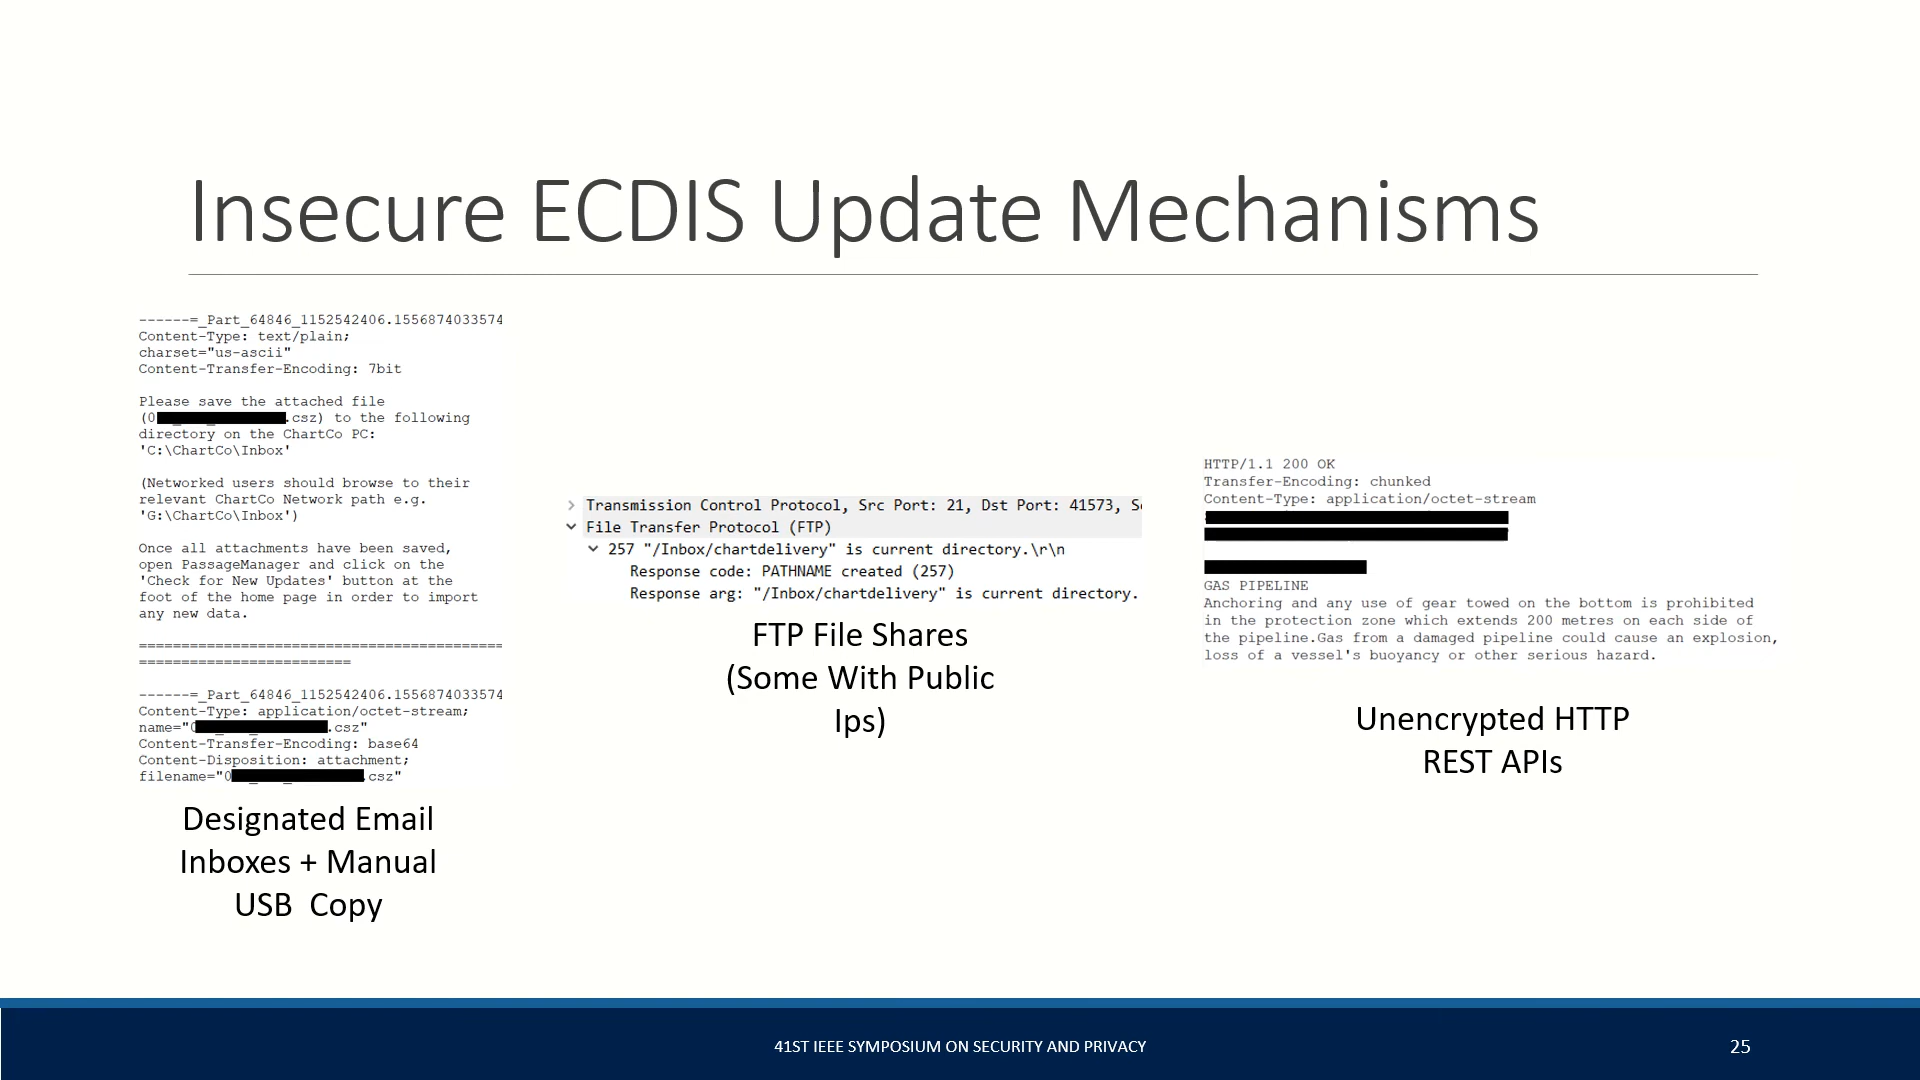 Insecure ECDIS Update Mechanisms
------=_Part_64846_1152542406.1556874033574
Content-Type: text/plain;
charset="us-ascii"
Content-Transfer-Encoding: 7bit
Please save the attached file
(0 .csz) to the following
directory on the ChartCo PC:
'C:\ChartCo\Inbox'
(Networked users should browse to their
relevant ChartCo Network path e.g.
'G:\ChartCo\Inbox')
Once all attachments have been saved,
open PassageManager and click on the
'Check for New Updates' button at the
foot of the home page in order to import
any new data.
===========================================
=========================
------=_Part_64846_1152542406.1556874033574
Content-Type: application/octet-stream;
name="0 .csz"
Content-Transfer-Encoding: base64
Content-Disposition: attachment;
filename="0 .csz"
Designated Email
Inboxes + Manual
USB  Copy
Transmission Control Protocol, Src Port: 21, Dst Port: 41573,
File Transfer Protocol (FTP)
257 "/Inbox/chartdelivery" is current directory.\r\n
Response code: PATHNAME created (257)
Response arg: "/Inbox/chartdelivery" is current directory.
FTP File Shares
(Some With Public
Ips)
HTTP/1.1 200 OK
Transfer-Encoding: chunked
Content-Type: application/octet-stream
GAS PIPELINE
Anchoring and any use of gear towed on the bottom is prohibited
in the protection zone which extends 200 metres on each side of
the pipeline.Gas from a damaged pipeline could cause an explosion,
loss of a vessel's buoyancy or other serious hazard.
Unencrypted HTTP
REST APIs
41ST IEEE SYMPOSIUM ON SECURITY AND PRIVACY
25